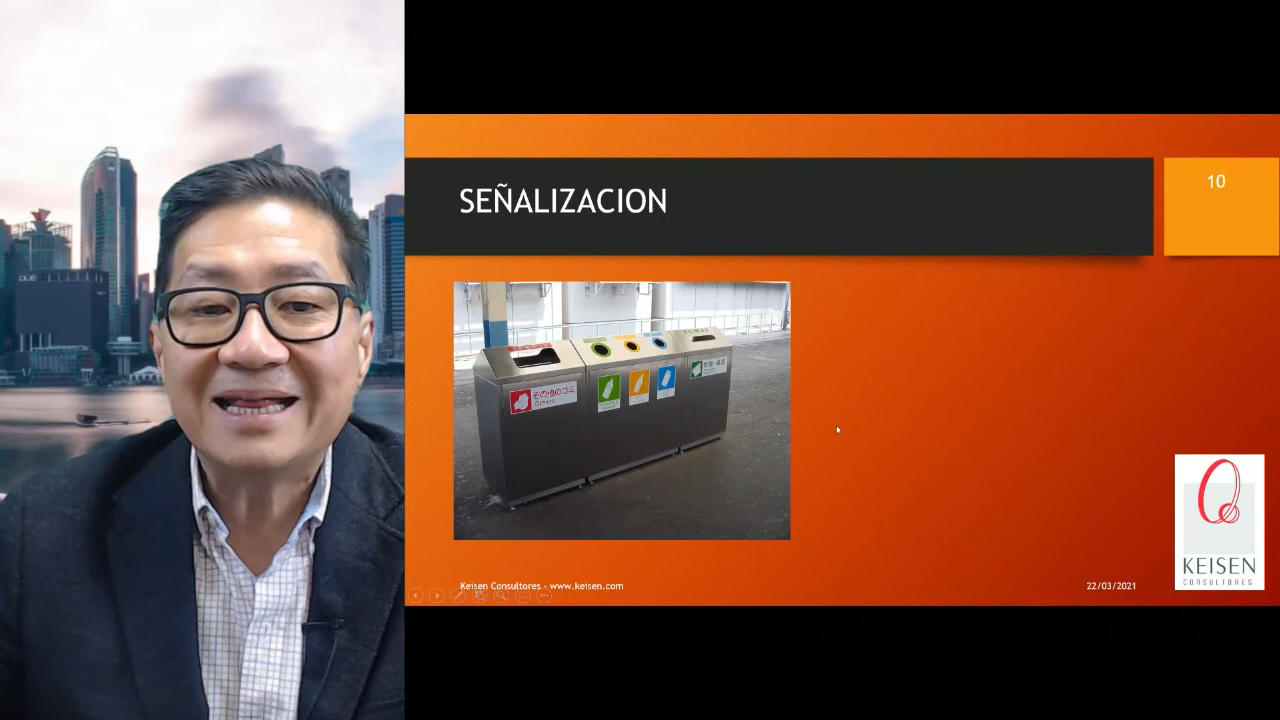 SEÑALIZACION
10
その他のゴミ
Others
Keisen Consultores - www.keisen.com
22/03/2021
KEISEN
CONSULTORES